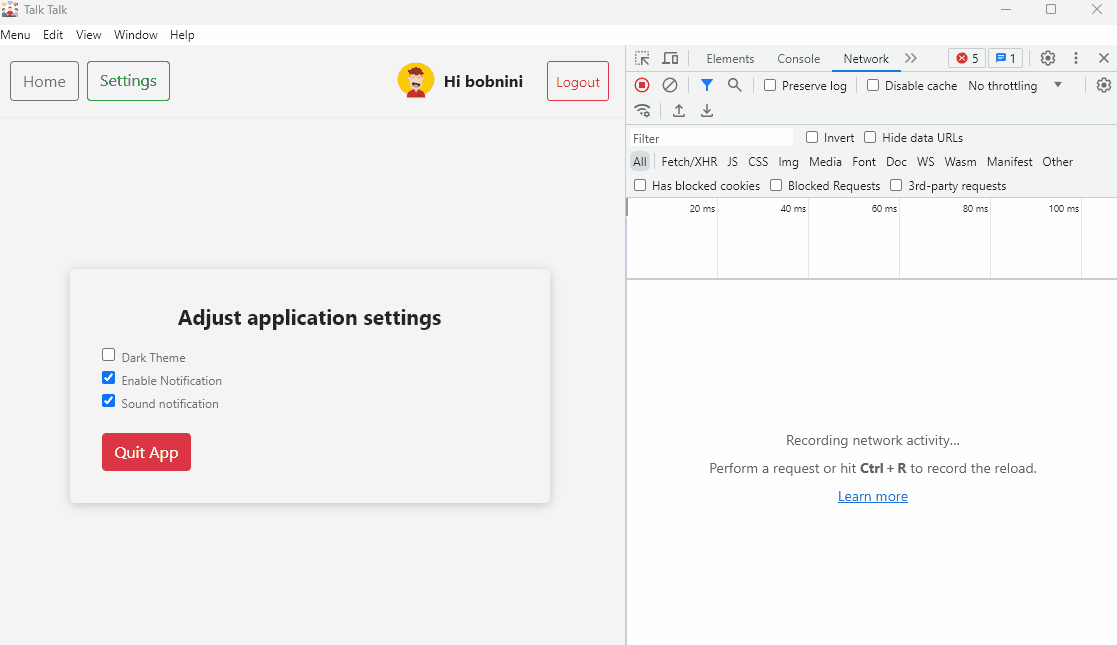 Talk Talk
Menu Edit View Window Help
Home Settings Hi bobnini Logout
Adjust application settings
Dark Theme
Enable Notification
Sound notification
Quit App
Elements Console Network 5 1
Preserve log Disable cache No throttling
Filter Invert Hide data URLs
All Fetch/XHR JS CSS Img Media Font Doc WS Wasm Manifest Other
Has blocked cookies Blocked Requests 3rd-party requests
20 ms 40 ms 60 ms 80 ms 100 ms
Recording network activity…
Perform a request or hit Ctrl + R to record the reload.
Learn more